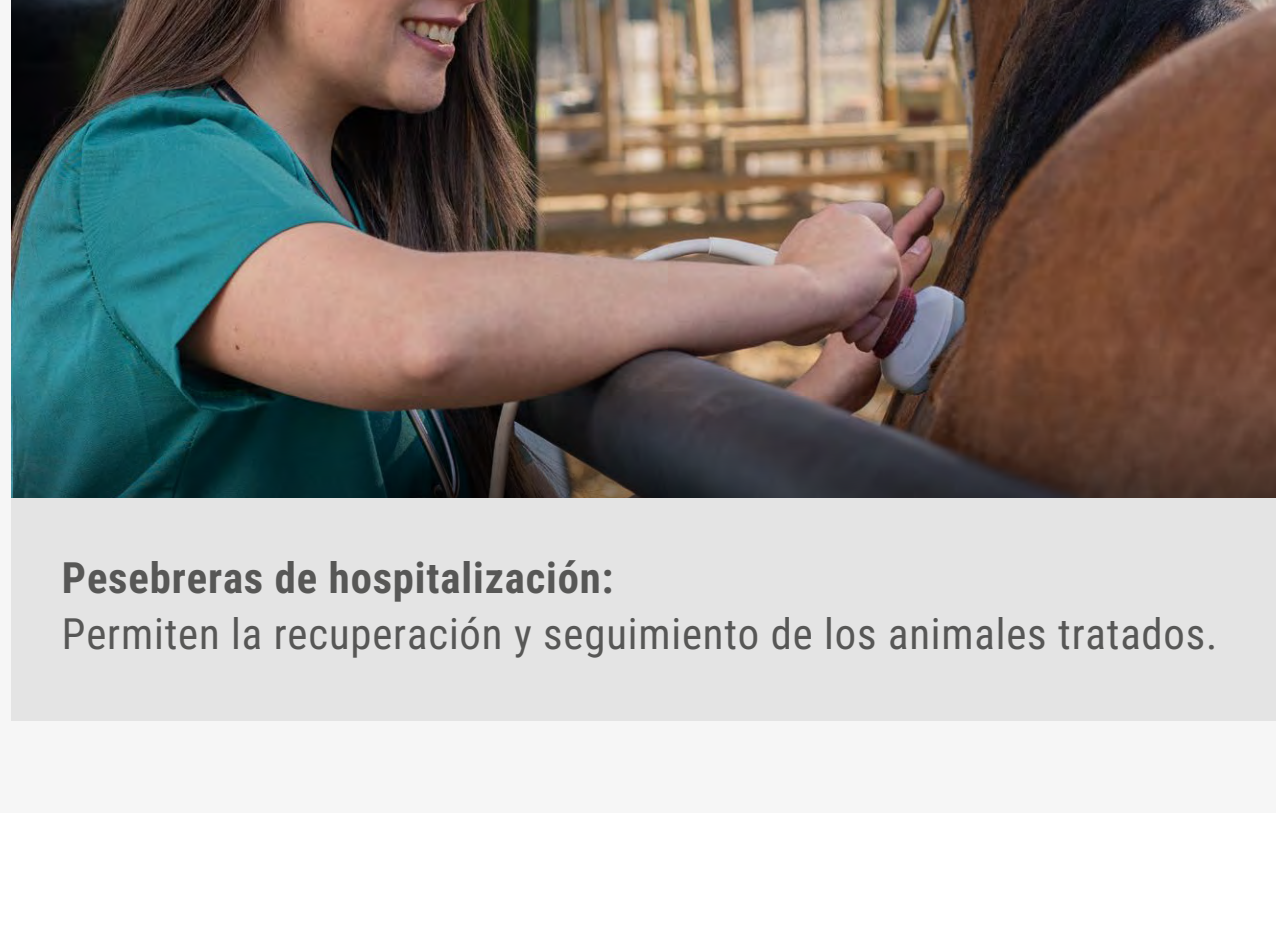 Pesebreras de hospitalización:
Permiten la recuperación y seguimiento de los animales tratados.